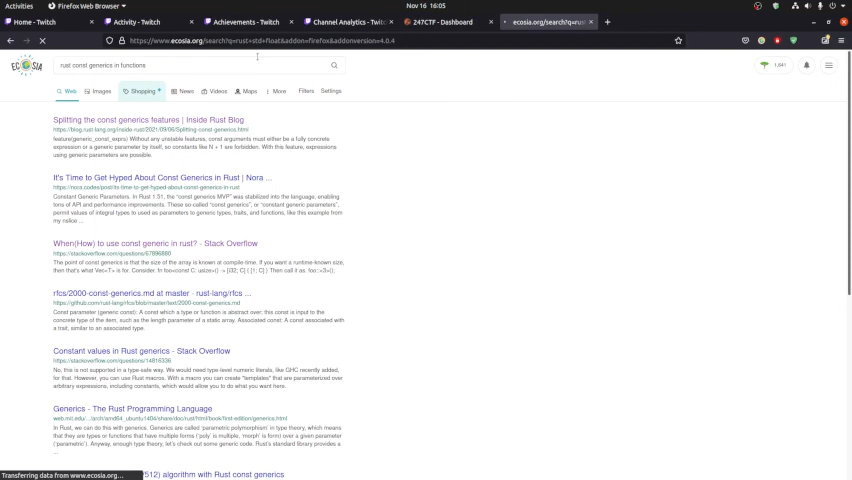 Activities
Firefox Web Browser
Nov 16 16:05
Home - Twitch
Activity - Twitch
Achievements - Twitch
Channel Analytics - Twitc
247CTF - Dashboard
ecosia.org/search?q=rust+
https://www.ecosia.org/search?q=rust+std+float&addon=firefox&addonversion=4.0.4
ECOSIA
rust const generics in functions
1,641
Web Images Shopping News Videos Maps More Filters Settings
Splitting the const generics features | Inside Rust Blog
https://blog.rust-lang.org/inside-rust/2021/09/06/Splitting-const-generics.html
feature(generic_const_exprs) Without any unstable features, const arguments must either be a fully concrete
expression or a generic parameter by itself, so constants like N + 1 are forbidden. With this feature, expressions
using generic parameters are possible.
It's Time to Get Hyped About Const Generics in Rust | Nora ...
https://nora.codes/post/its-time-to-get-hyped-about-const-generics-in-rust
Constant Generic Parameters. In Rust 1.51, the "const generics MVP" was stabilized into the language, enabling
tons of API and performance improvements. These so called "const generics", or "constant generic parameters",
permit values of integral types to used as parameters to generic types, traits, and functions, like this example from
my nslice ...
When(How) to use const generic in rust? - Stack Overflow
https://stackoverflow.com/questions/67896880
The point of const generics is that the size of the array is known at compile-time. If you want a runtime-known size,
then that's what Vec<T> is for. Consider. fn foo<const C: usize>() -> [i32; C] { [1; C] } Then call it as. foo::<3>();
rfcs/2000-const-generics.md at master · rust-lang/rfcs ...
https://github.com/rust-lang/rfcs/blob/master/text/2000-const-generics.md
Const parameter (generic const): A const which a type or function is abstract over; this const is input to the
concrete type of the item, such as the length parameter of a static array. Associated const: A const associated with
a trait, similar to an associated type.
Constant values in Rust generics - Stack Overflow
https://stackoverflow.com/questions/14816336
No, this is not supported in a type-safe way. We would need type-level numeric literals, like GHC recently added,
for that. However, you can use Rust macros. With a macro you can create "templates" that are parameterized over
arbitrary expressions, including constants, which would allow you to do what you want here.
Generics - The Rust Programming Language
web.mit.edu/.../arch/amd64_ubuntu1404/share/doc/rust/html/book/first-edition/generics.html
In Rust, we can do this with generics. Generics are called 'parametric polymorphism' in type theory, which means
that they are types or functions that have multiple forms ('poly' is multiple, 'morph' is form) over a given parameter
('parametric'). Anyway, enough type theory, let's check out some generic code. Rust's standard library provides a
...
/512) algorithm with Rust const generics
Transferring data from www.ecosia.org...